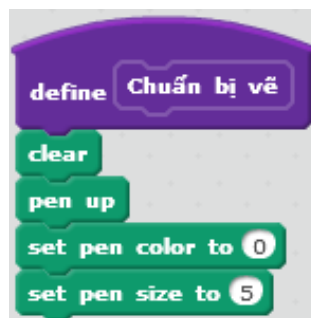 define Chuẩn bị vẽ
clear
pen up
set pen color to 0
set pen size to 5